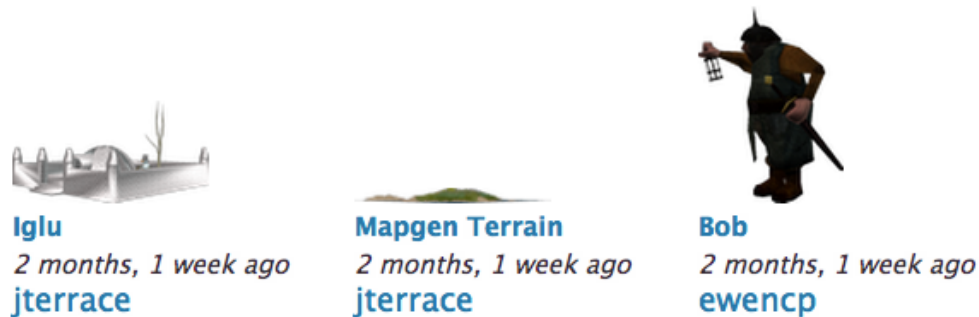 Iglu
2 months, 1 week ago
jterrace
Mapgen Terrain
2 months, 1 week ago
jterrace
Bob
2 months, 1 week ago
ewencp